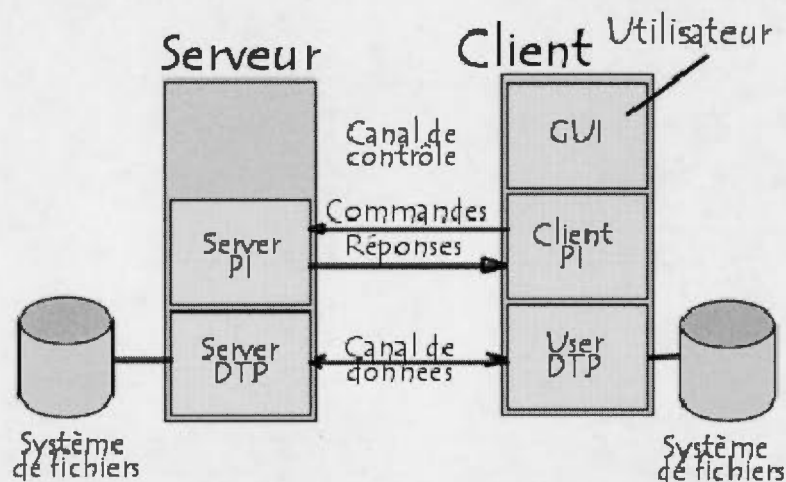 Serveur
Client
Utilisateur
GUI
Canal de
contrôle
Commandes
Réponses
Server
PI
Client
PI
Server
DTP
Canal de
données
User
DTP
Système
de fichiers
Système
de fichiers